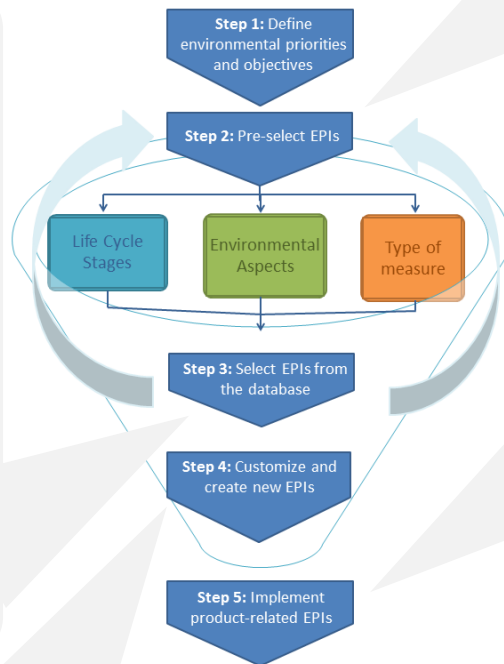 Step 1: Define
environmental priorities
and objectives
Step 2: Pre-select EPIs
Life Cycle
Stages
Environmental
Aspects
Type of
measure
Step 3: Select EPIs from
the database
Step 4: Customize and
create new EPIs
Step 5: Implement
product-related EPIs